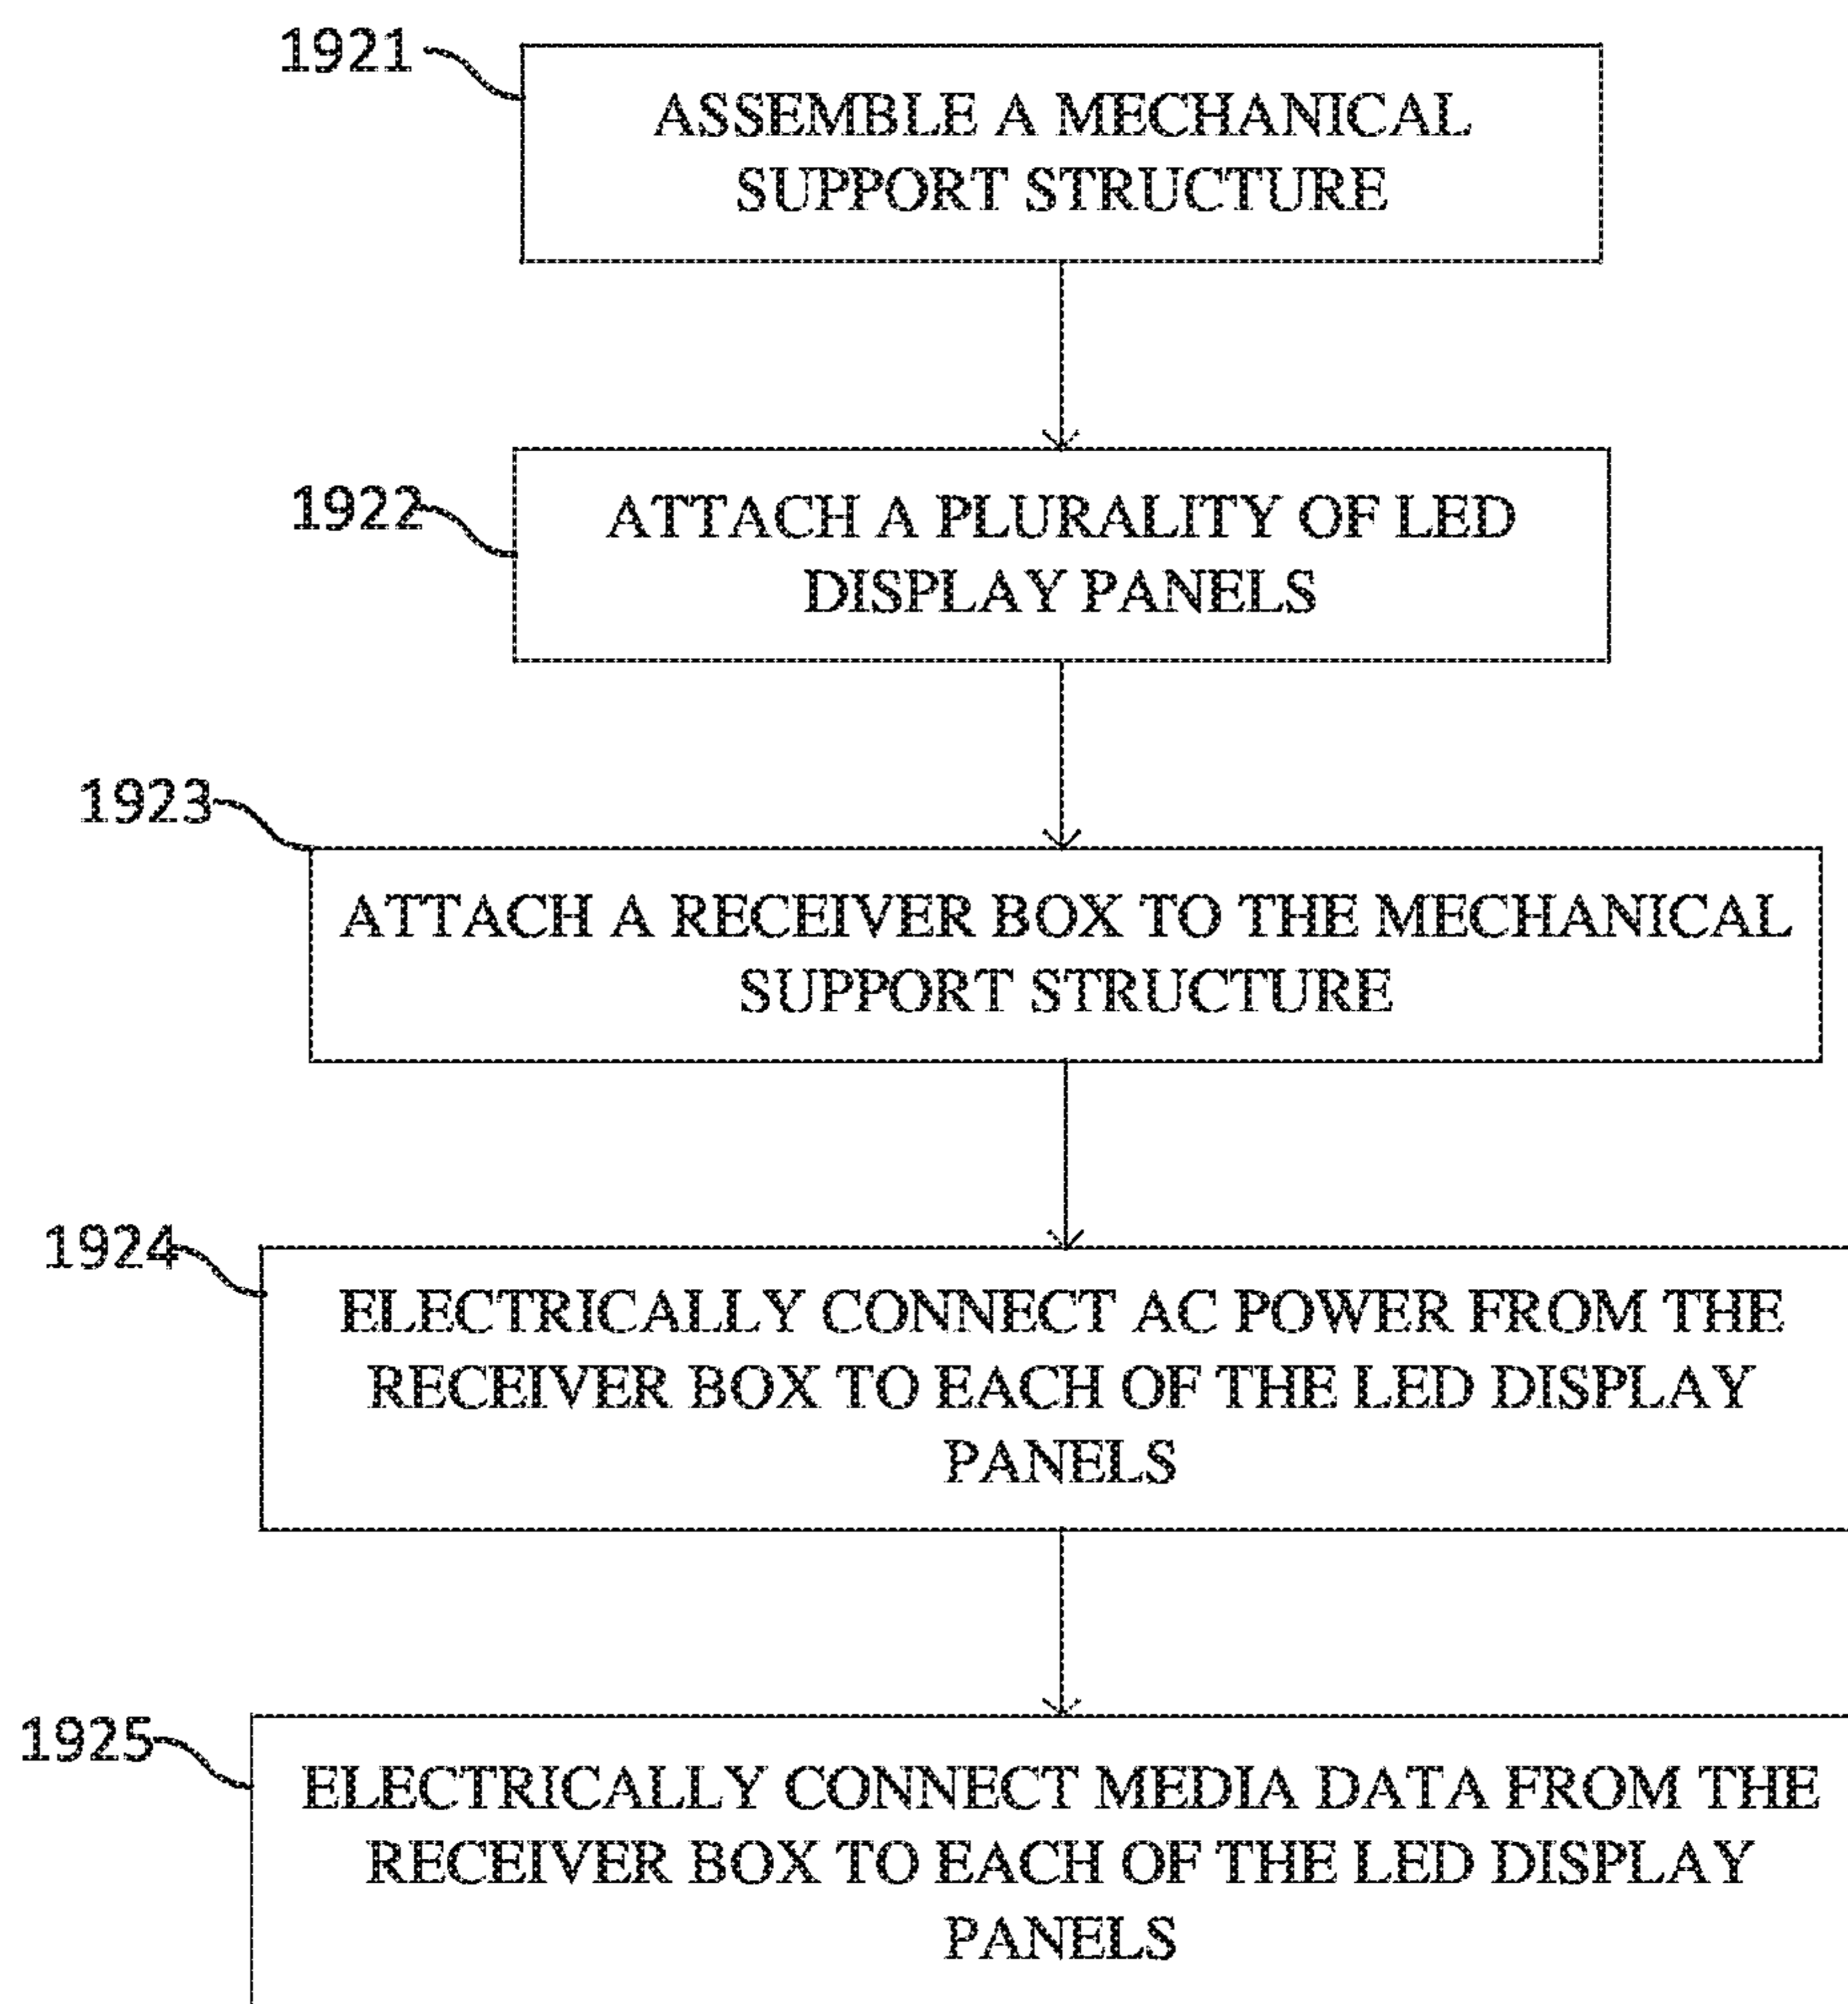 1921
ASSEMBLE A MECHANICAL
SUPPORT STRUCTURE
1922
ATTACH A PLURALITY OF LED
DISPLAY PANELS
1923
ATTACH A RECEIVER BOX TO THE MECHANICAL
SUPPORT STRUCTURE
1924
ELECTRICALLY CONNECT AC POWER FROM THE
RECEIVER BOX TO EACH OF THE LED DISPLAY
PANELS
1925
ELECTRICALLY CONNECT MEDIA DATA FROM THE
RECEIVER BOX TO EACH OF THE LED DISPLAY
PANELS